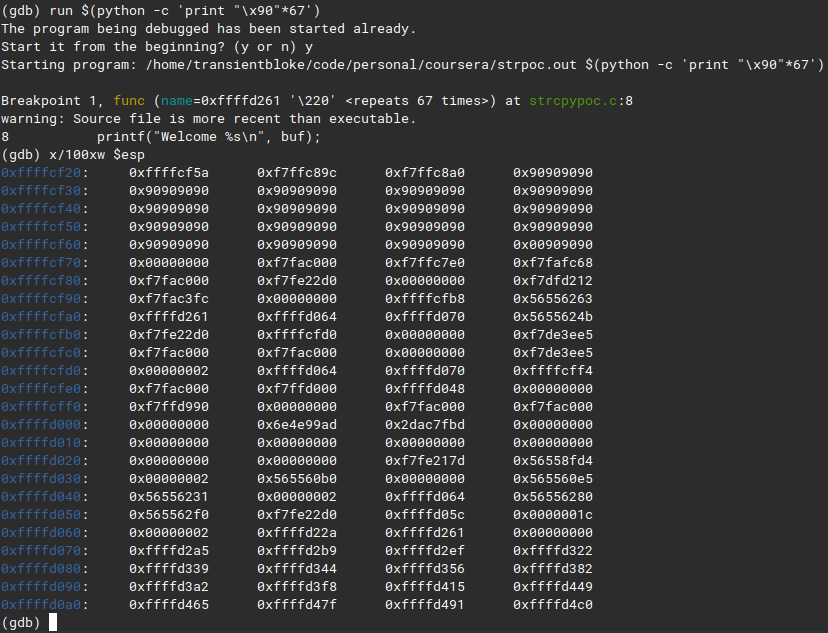 (gdb) run $(python -c 'print "\x90"*67')
The program being debugged has been started already.
Start it from the beginning? (y or n) y
Starting program: /home/transientbloke/code/personal/coursera/strpoc.out $(python -c 'print "\x90"*67')
Breakpoint 1, func (name=0xffffd261 '\220' <repeats 67 times>) at strcpypoc.c:8
warning: Source file is more recent than executable.
8 printf("Welcome %s\n", buf);
(gdb) x/100xw $esp
0xffffcf20: 0xffffcf5a 0xf7ffc89c 0xf7ffc8a0 0x90909090
0xffffcf30: 0x90909090 0x90909090 0x90909090 0x90909090
0xffffcf40: 0x90909090 0x90909090 0x90909090 0x90909090
0xffffcf50: 0x90909090 0x90909090 0x90909090 0x90909090
0xffffcf60: 0x90909090 0x90909090 0x90909090 0x00909090
0xffffcf70: 0x00000000 0xf7fac000 0xf7ffc7e0 0xf7fafc68
0xffffcf80: 0xf7fac000 0xf7fe22d0 0x00000000 0xf7dfd212
0xffffcf90: 0xf7fac3fc 0x00000000 0xffffcfb8 0x56556263
0xffffcfa0: 0xffffd261 0xffffd064 0xffffd070 0x5655624b
0xffffcfb0: 0xf7fe22d0 0xffffcfd0 0x00000000 0xf7de3ee5
0xffffcfc0: 0xf7fac000 0xf7fac000 0x00000000 0xf7de3ee5
0xffffcfd0: 0x00000002 0xffffd064 0xffffd070 0xffffcff4
0xffffcfe0: 0xf7fac000 0xf7ffd000 0xffffd048 0x00000000
0xffffcff0: 0xf7ffd990 0x00000000 0xf7fac000 0xf7fac000
0xffffd000: 0x00000000 0x6e4e99ad 0x2dac7fbd 0x00000000
0xffffd010: 0x00000000 0x00000000 0x00000000 0x00000000
0xffffd020: 0x00000000 0x00000000 0xf7fe217d 0x56558fd4
0xffffd030: 0x00000002 0x565560b0 0x00000000 0x565560e5
0xffffd040: 0x56556231 0x00000002 0xffffd064 0x56556280
0xffffd050: 0x565562f0 0xf7fe22d0 0xffffd05c 0x0000001c
0xffffd060: 0x00000002 0xffffd22a 0xffffd261 0x00000000
0xffffd070: 0xffffd2a5 0xffffd2b9 0xffffd2ef 0xffffd322
0xffffd080: 0xffffd339 0xffffd344 0xffffd356 0xffffd382
0xffffd090: 0xffffd3a2 0xffffd3f8 0xffffd415 0xffffd449
0xffffd0a0: 0xffffd465 0xffffd47f 0xffffd491 0xffffd4c0
(gdb)